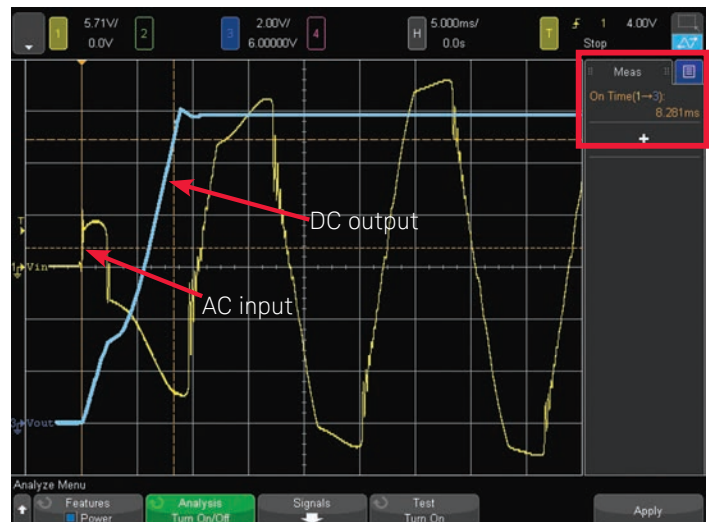 1 5.71V/ 0.0V 2 3 2.00V/ 6.00000V 4 H 5.000ms/ 0.0s T 1 4.00V Stop
Meas
On Time(1→3):
8.281ms
+
T
DC output
1 Vin
AC input
3 Vout
Analyze Menu
Features Power
Analysis Turn On/Off
Signals
Test Turn On
Apply